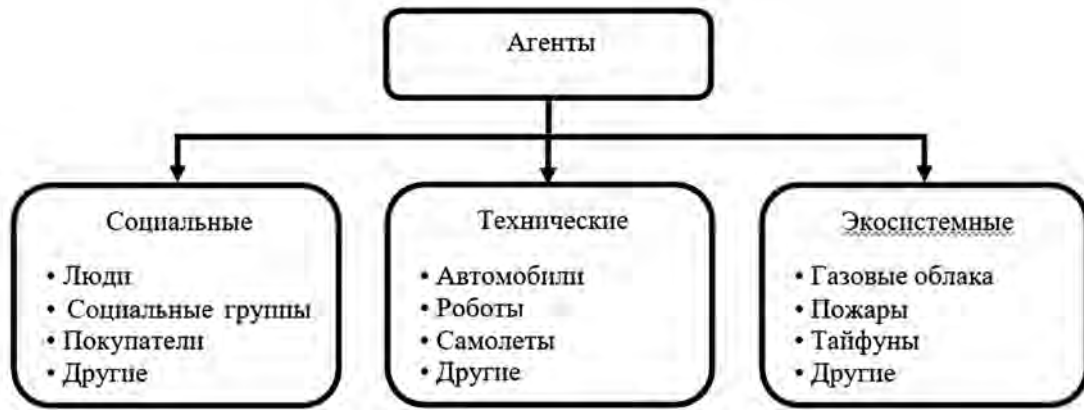 Агенты
Социальные
• Люди
• Социальные группы
• Покупатели
• Другие
Технические
• Автомобили
• Роботы
• Самолеты
• Другие
Экосистемные
• Газовые облака
• Пожары
• Тайфуны
• Другие